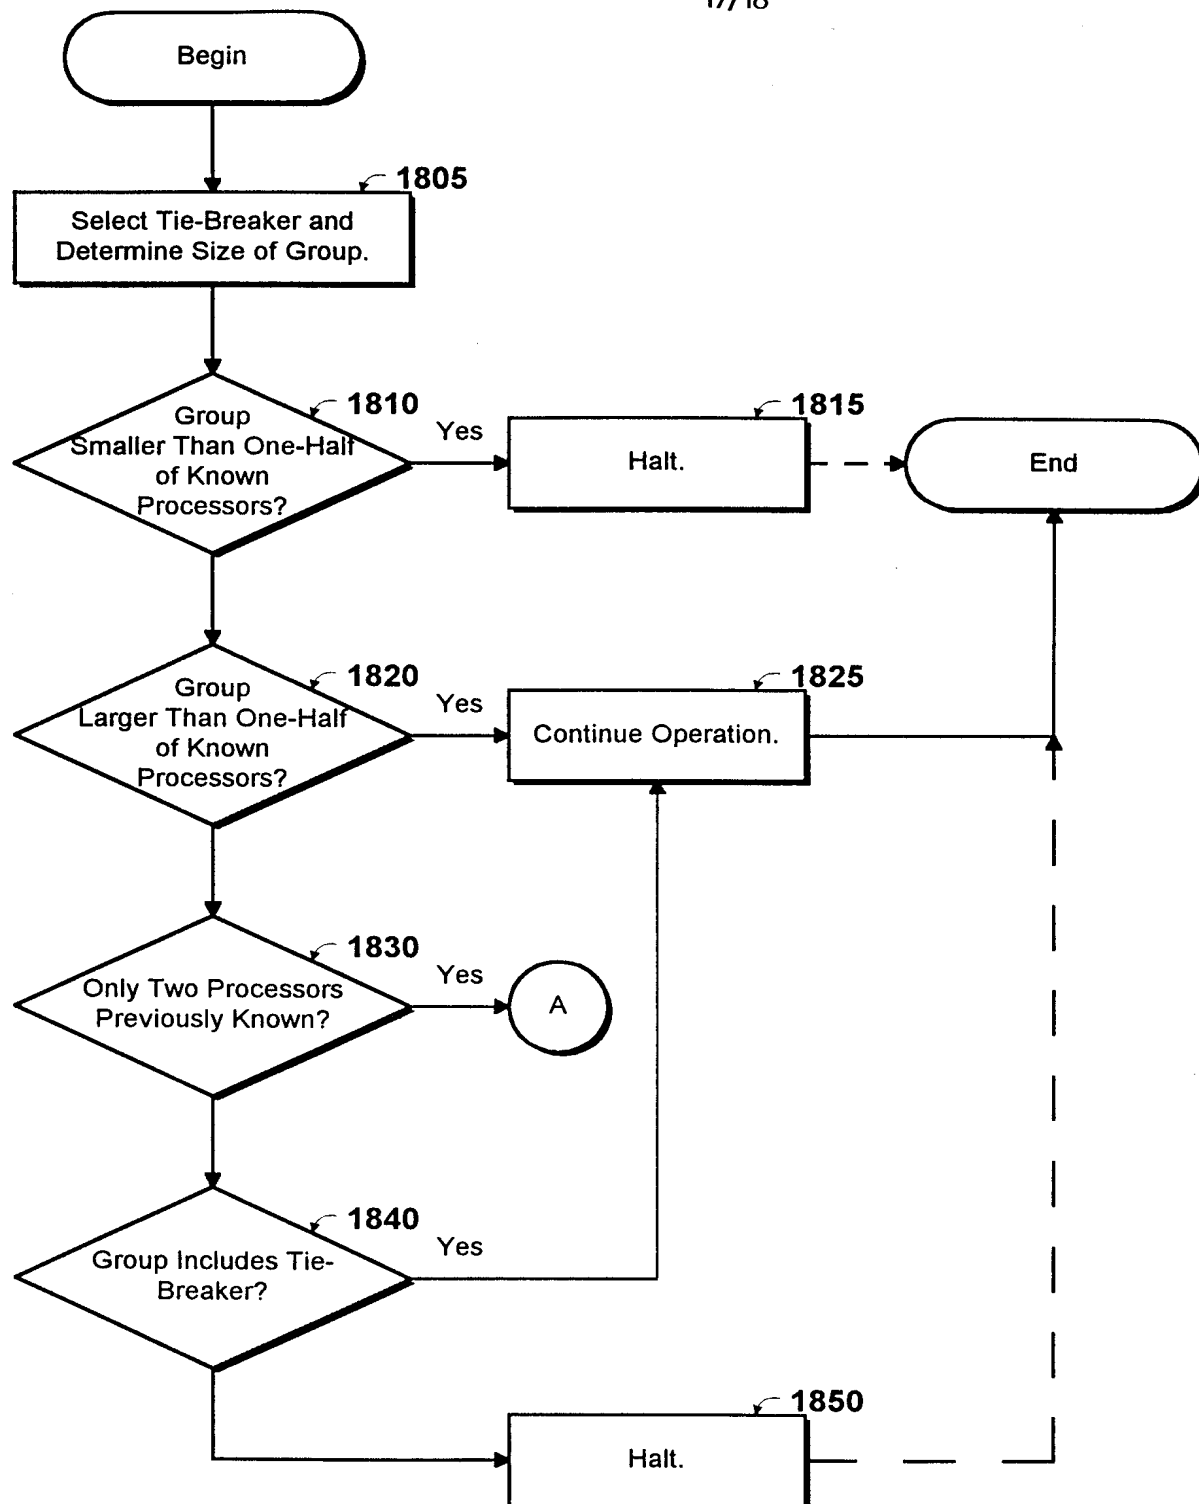 17/18
Begin
1805
Select Tie-Breaker and
Determine Size of Group.
1810
Group
Smaller Than One-Half
of Known
Processors?
Yes
1815
Halt.
End
1820
Group
Larger Than One-Half
of Known
Processors?
Yes
1825
Continue Operation.
1830
Only Two Processors
Previously Known?
Yes
A
1840
Group Includes Tie-
Breaker?
Yes
1850
Halt.